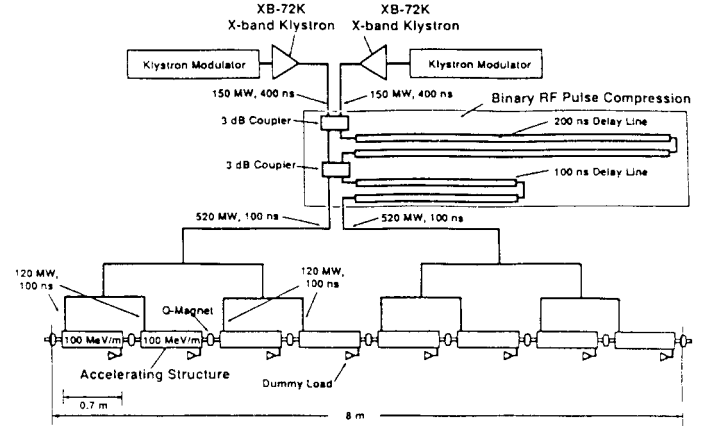 XB-72K
X-band Klystron
XB-72K
X-band Klystron
Klystron Modulator
Klystron Modulator
150 MW, 400 ns
150 MW, 400 ns
Binary RF Pulse Compression
3 dB Coupler
200 ns Delay Line
3 dB Coupler
100 ns Delay Line
520 MW, 100 ns
520 MW, 100 ns
120 MW,
100 ns
120 MW,
100 ns
Q-Magnet
100 MeV/m
100 MeV/m
Accelerating Structure
Dummy Load
0.7 m
8 m